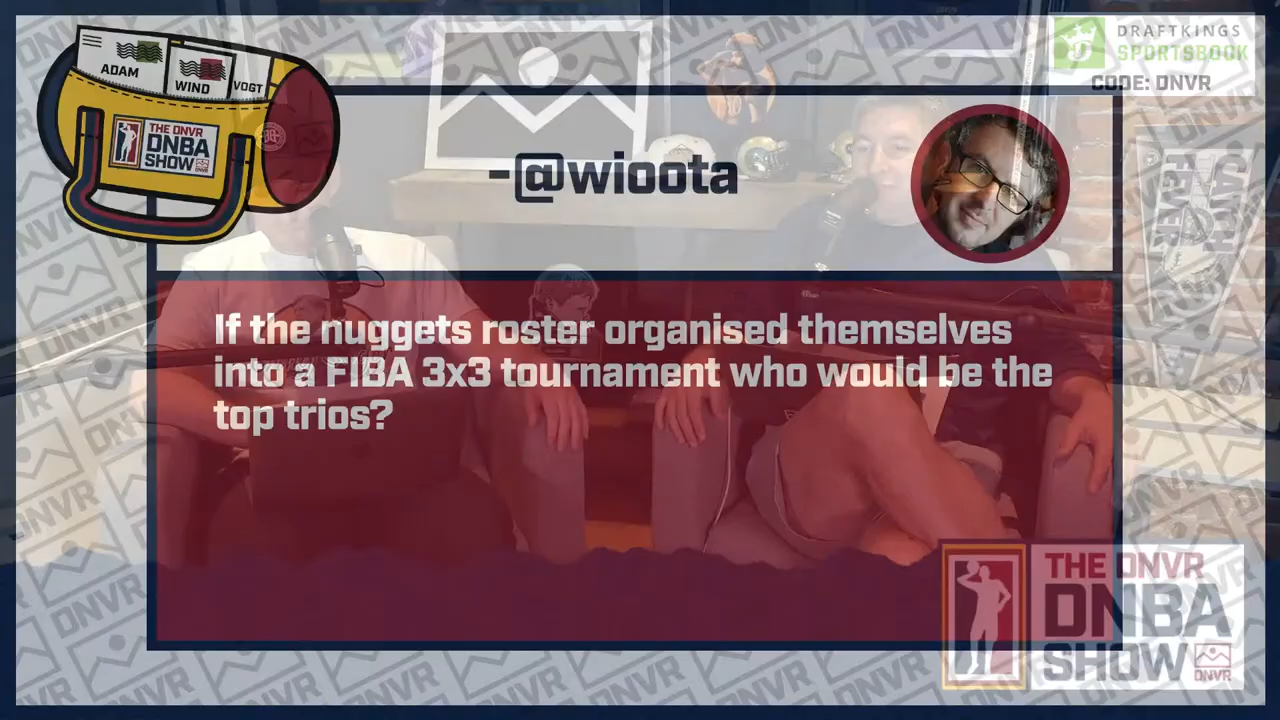 ADAM
WIND
VOGT
THE DNVR
DNBA
SHOW
DRAFTKINGS
SPORTSBOOK
CODE: DNVR
-@wioota
If the nuggets roster organised themselves
into a FIBA 3x3 tournament who would be the
top trios?
THE DNVR
DNBA
SHOW
DNVR